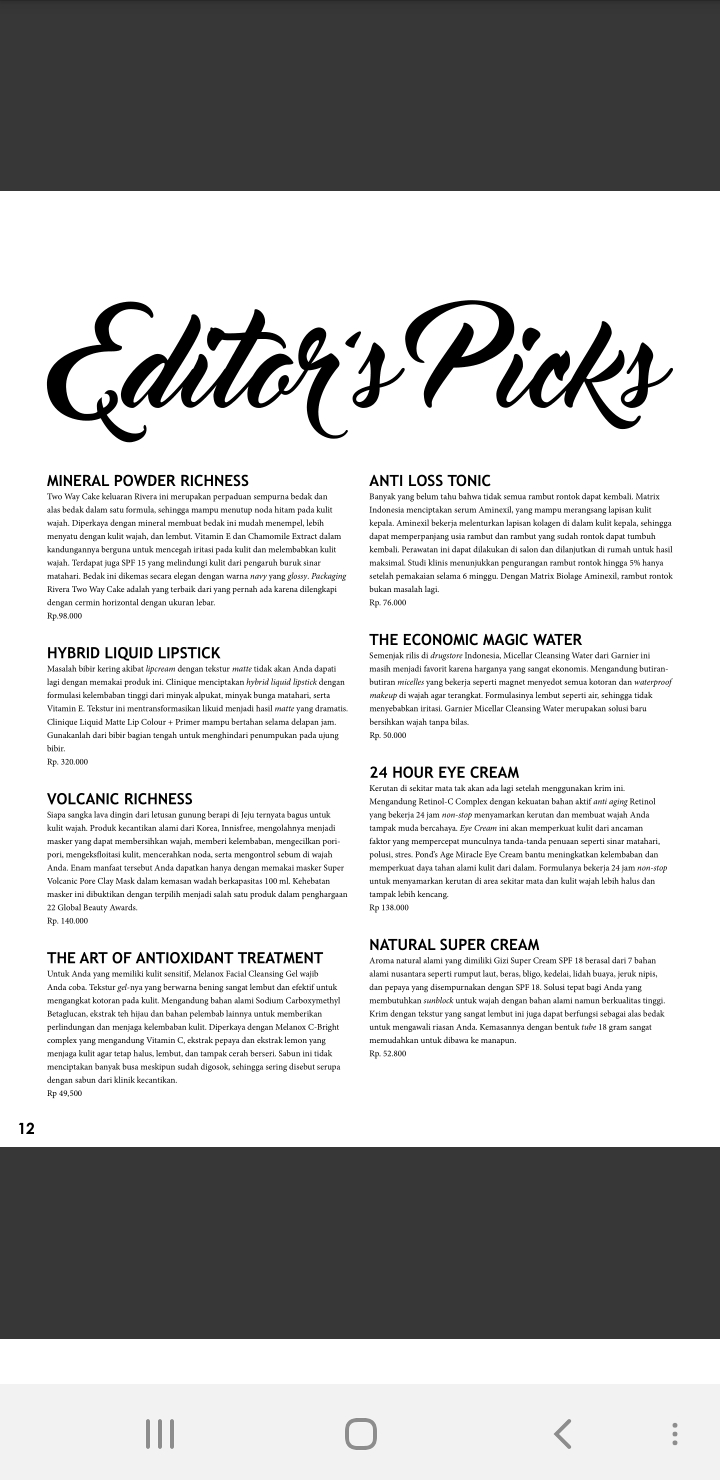 Editor's Picks
MINERAL POWDER RICHNESS
Two Way Cake keluaran Rivera ini merupakan perpaduan sempurna bedak dan
alas bedak dalam satu formula, sehingga mampu menutup noda hitam pada kulit
wajah. Diperkaya dengan mineral membuat bedak ini mudah menempel, lebih
menyatu dengan kulit wajah, dan lembut. Vitamin E dan Chamomile Extract dalam
kandungannya berguna untuk mencegah iritasi pada kulit dan melembabkan kulit
wajah. Terdapat juga SPF 15 yang melindungi kulit dari pengaruh buruk sinar
matahari. Bedak ini dikemas secara elegan dengan warna navy yang glossy. Packaging
Rivera Two Way Cake adalah yang terbaik dari yang pernah ada karena dilengkapi
dengan cermin horizontal dengan ukuran lebar.
Rp.98.000
HYBRID LIQUID LIPSTICK
Masalah bibir kering akibat lipcream dengan tekstur matte tidak akan Anda dapati
lagi dengan memakai produk ini. Clinique menciptakan hybrid liquid lipstick dengan
formulasi kelembaban tinggi dari minyak alpukat, minyak bunga matahari, serta
Vitamin E. Tekstur ini mentransformasikan likuid menjadi hasil matte yang dramatis.
Clinique Liquid Matte Lip Colour + Primer mampu bertahan selama delapan jam.
Gunakanlah dari bibir bagian tengah untuk menghindari penumpukan pada ujung
bibir.
Rp. 320.000
VOLCANIC RICHNESS
Siapa sangka lava dingin dari letusan gunung berapi di Jeju ternyata bagus untuk
kulit wajah. Produk kecantikan alami dari Korea, Innisfree, mengolahnya menjadi
masker yang dapat membersihkan wajah, memberi kelembaban, mengecilkan pori-
pori, mengeksfloitasi kulit, mencerahkan noda, serta mengontrol sebum di wajah
Anda. Enam manfaat tersebut Anda dapatkan hanya dengan memakai masker Super
Volcanic Pore Clay Mask dalam kemasan wadah berkapasitas 100 ml. Kehebatan
masker ini dibuktikan dengan terpilih menjadi salah satu produk dalam penghargaan
22 Global Beauty Awards.
Rp. 140.000
THE ART OF ANTIOXIDANT TREATMENT
Untuk Anda yang memiliki kulit sensitif, Melanox Facial Cleansing Gel wajib
Anda coba. Tekstur gel-nya yang berwarna bening sangat lembut dan efektif untuk
mengangkat kotoran pada kulit. Mengandung bahan alami Sodium Carboxymethyl
Betaglucan, ekstrak teh hijau dan bahan pelembab lainnya untuk memberikan
perlindungan dan menjaga kelembaban kulit. Diperkaya dengan Melanox C-Bright
complex yang mengandung Vitamin C, ekstrak pepaya dan ekstrak lemon yang
menjaga kulit agar tetap halus, lembut, dan tampak cerah berseri. Sabun ini tidak
menciptakan banyak busa meskipun sudah digosok, sehingga sering disebut serupa
dengan sabun dari klinik kecantikan.
Rp 49,500
ANTI LOSS TONIC
Banyak yang belum tahu bahwa tidak semua rambut rontok dapat kembali. Matrix
Indonesia menciptakan serum Aminexil, yang mampu merangsang lapisan kulit
kepala. Aminexil bekerja melenturkan lapisan kolagen di dalam kulit kepala, sehingga
dapat memperpanjang usia rambut dan rambut yang sudah rontok dapat tumbuh
kembali. Perawatan ini dapat dilakukan di salon dan dilanjutkan di rumah untuk hasil
maksimal. Studi klinis menunjukkan pengurangan rambut rontok hingga 5% hanya
setelah pemakaian selama 6 minggu. Dengan Matrix Biolage Aminexil, rambut rontok
bukan masalah lagi.
Rp. 76.000
THE ECONOMIC MAGIC WATER
Semenjak rilis di drugstore Indonesia, Micellar Cleansing Water dari Garnier ini
masih menjadi favorit karena harganya yang sangat ekonomis. Mengandung butiran-
butiran micelles yang bekerja seperti magnet menyedot semua kotoran dan waterproof
makeup di wajah agar terangkat. Formulasinya lembut seperti air, sehingga tidak
menyebabkan iritasi. Garnier Micellar Cleansing Water merupakan solusi baru
bersihkan wajah tanpa bilas.
Rp. 50.000
24 HOUR EYE CREAM
Kerutan di sekitar mata tak akan ada lagi setelah menggunakan krim ini.
Mengandung Retinol-C Complex dengan kekuatan bahan aktif anti aging Retinol
yang bekerja 24 jam non-stop menyamarkan kerutan dan membuat wajah Anda
tampak muda bercahaya. Eye Cream ini akan memperkuat kulit dari ancaman
faktor yang mempercepat munculnya tanda-tanda penuaan seperti sinar matahari,
polusi, stres. Pond's Age Miracle Eye Cream bantu meningkatkan kelembaban dan
memperkuat daya tahan alami kulit dari dalam. Formulanya bekerja 24 jam non-stop
untuk menyamarkan kerutan di area sekitar mata dan kulit wajah lebih halus dan
tampak lebih kencang.
Rp 138.000
NATURAL SUPER CREAM
Aroma natural alami yang dimiliki Gizi Super Cream SPF 18 berasal dari 7 bahan
alami nusantara seperti rumput laut, beras, bligo, kedelai, lidah buaya, jeruk nipis,
dan pepaya yang disempurnakan dengan SPF 18. Solusi tepat bagi Anda yang
membutuhkan sunblock untuk wajah dengan bahan alami namun berkualitas tinggi.
Krim dengan tekstur yang sangat lembut ini juga dapat berfungsi sebagai alas bedak
untuk mengawali riasan Anda. Kemasannya dengan bentuk tube 18 gram sangat
memudahkan untuk dibawa ke manapun.
Rp. 52.800
12